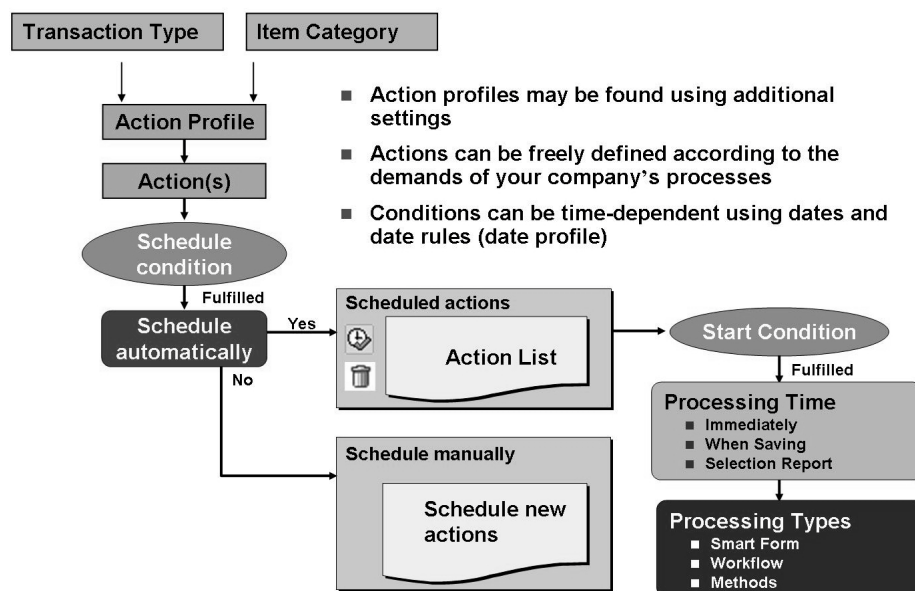 Transaction Type
Item Category
Action Profile
Action(s)
■ Action profiles may be found using additional
settings
■ Actions can be freely defined according to the
demands of your company's processes
■ Conditions can be time-dependent using dates and
date rules (date profile)
Schedule
condition
Fulfilled
Schedule
automatically
Yes
No
Scheduled actions
Action List
Schedule manually
Schedule new
actions
Start Condition
Fulfilled
Processing Time
■ Immediately
■ When Saving
■ Selection Report
Processing Types
■ Smart Form
■ Workflow
■ Methods